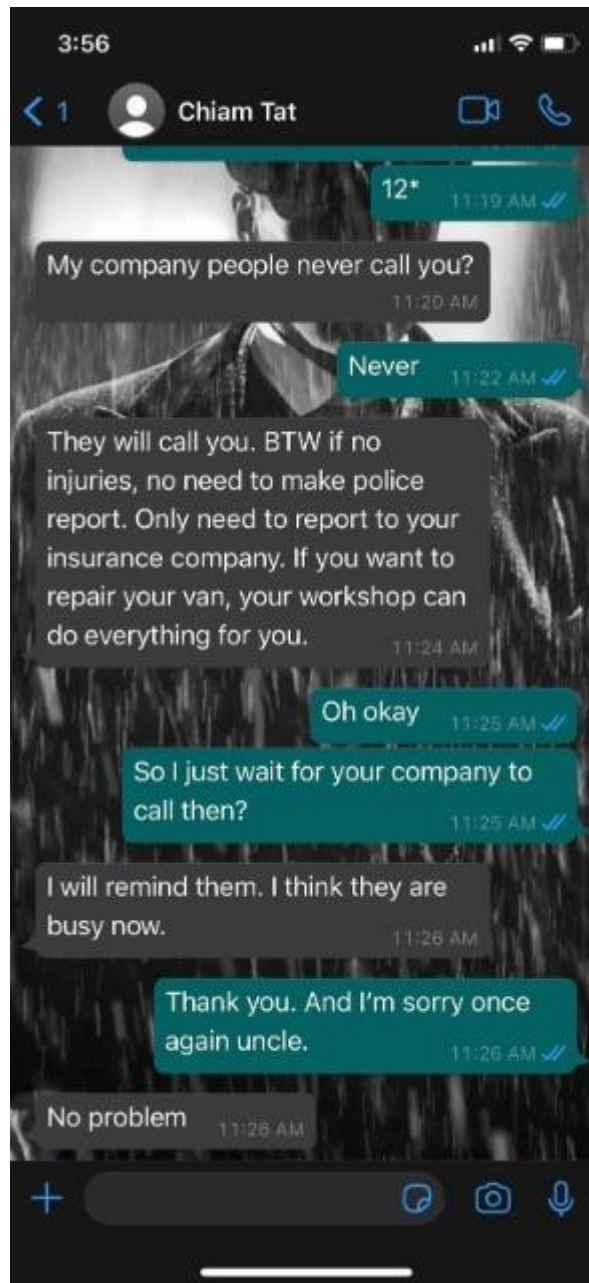 3:56
1 Chiam Tat
12* 11:19 AM
My company people never call you?
11:20 AM
Never 11:22 AM
They will call you. BTW if no
injuries, no need to make police
report. Only need to report to your
insurance company. If you want to
repair your van, your workshop can
do everything for you. 11:24 AM
Oh okay 11:25 AM
So I just wait for your company to
call then? 11:25 AM
I will remind them. I think they are
busy now. 11:26 AM
Thank you. And I'm sorry once
again uncle. 11:26 AM
No problem 11:26 AM